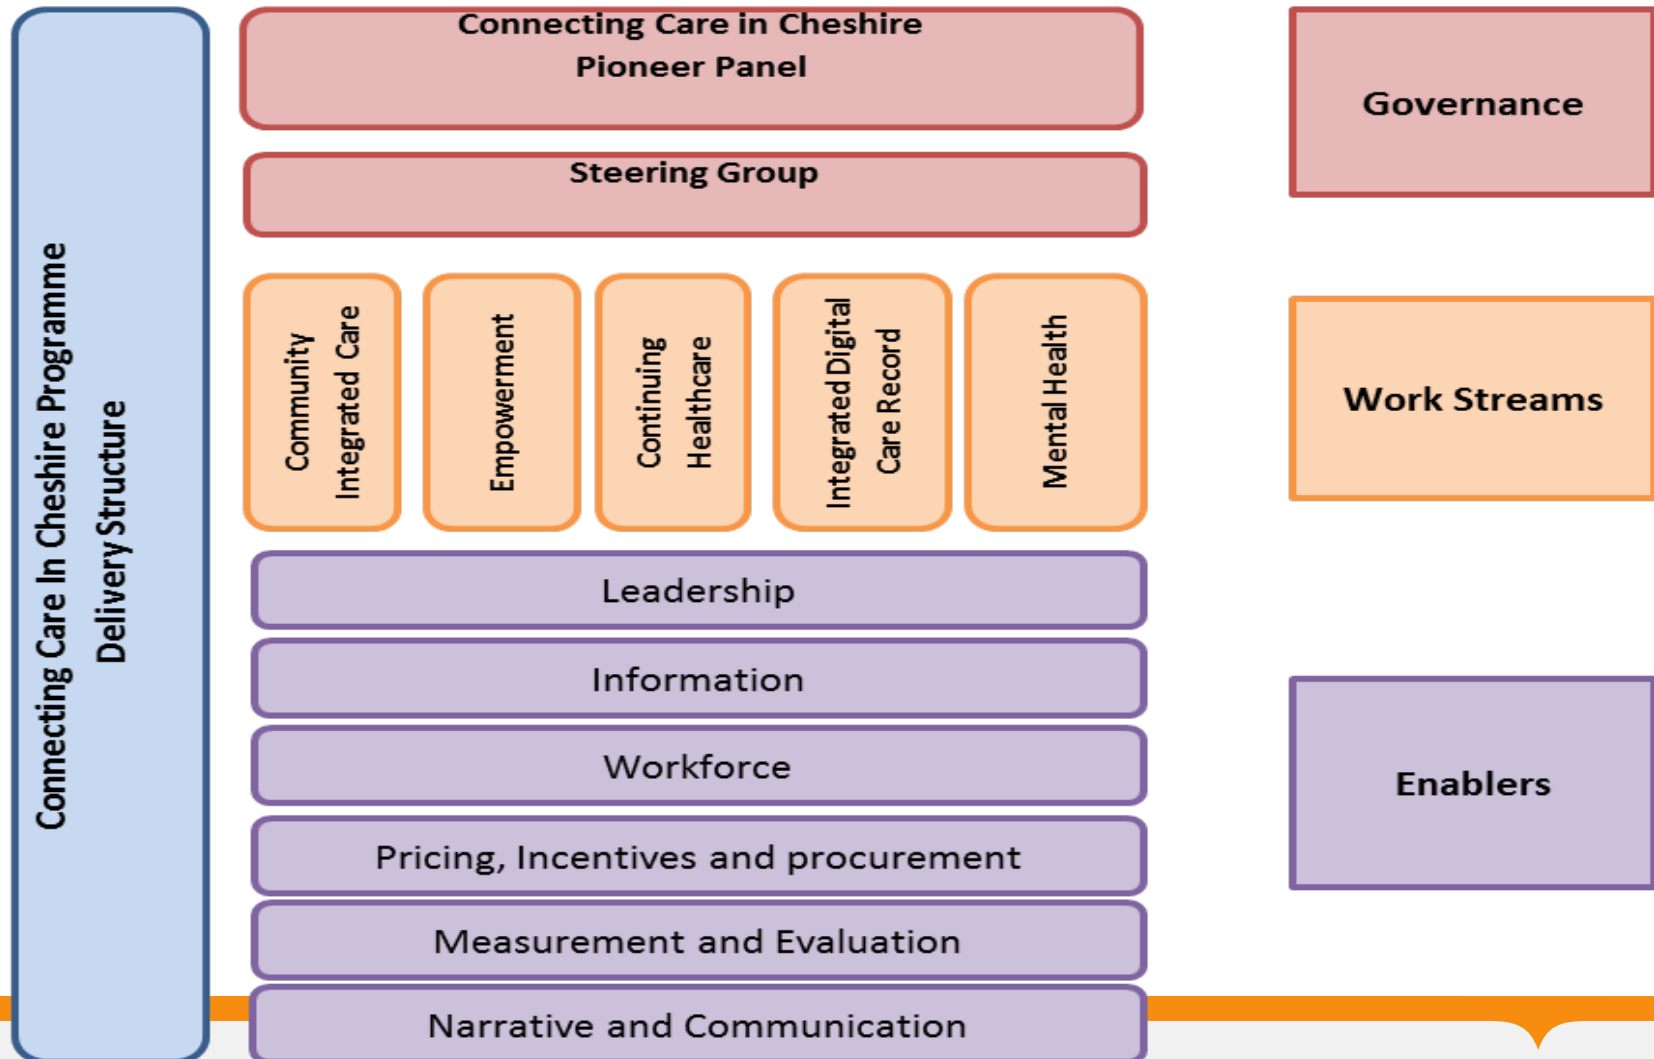 Connecting Care In Cheshire Programme
Delivery Structure
Connecting Care in Cheshire
Pioneer Panel
Steering Group
Governance
Community
Integrated Care
Empowerment
Continuing
Healthcare
Integrated Digital
Care Record
Mental Health
Work Streams
Leadership
Information
Workforce
Pricing, Incentives and procurement
Measurement and Evaluation
Narrative and Communication
Enablers